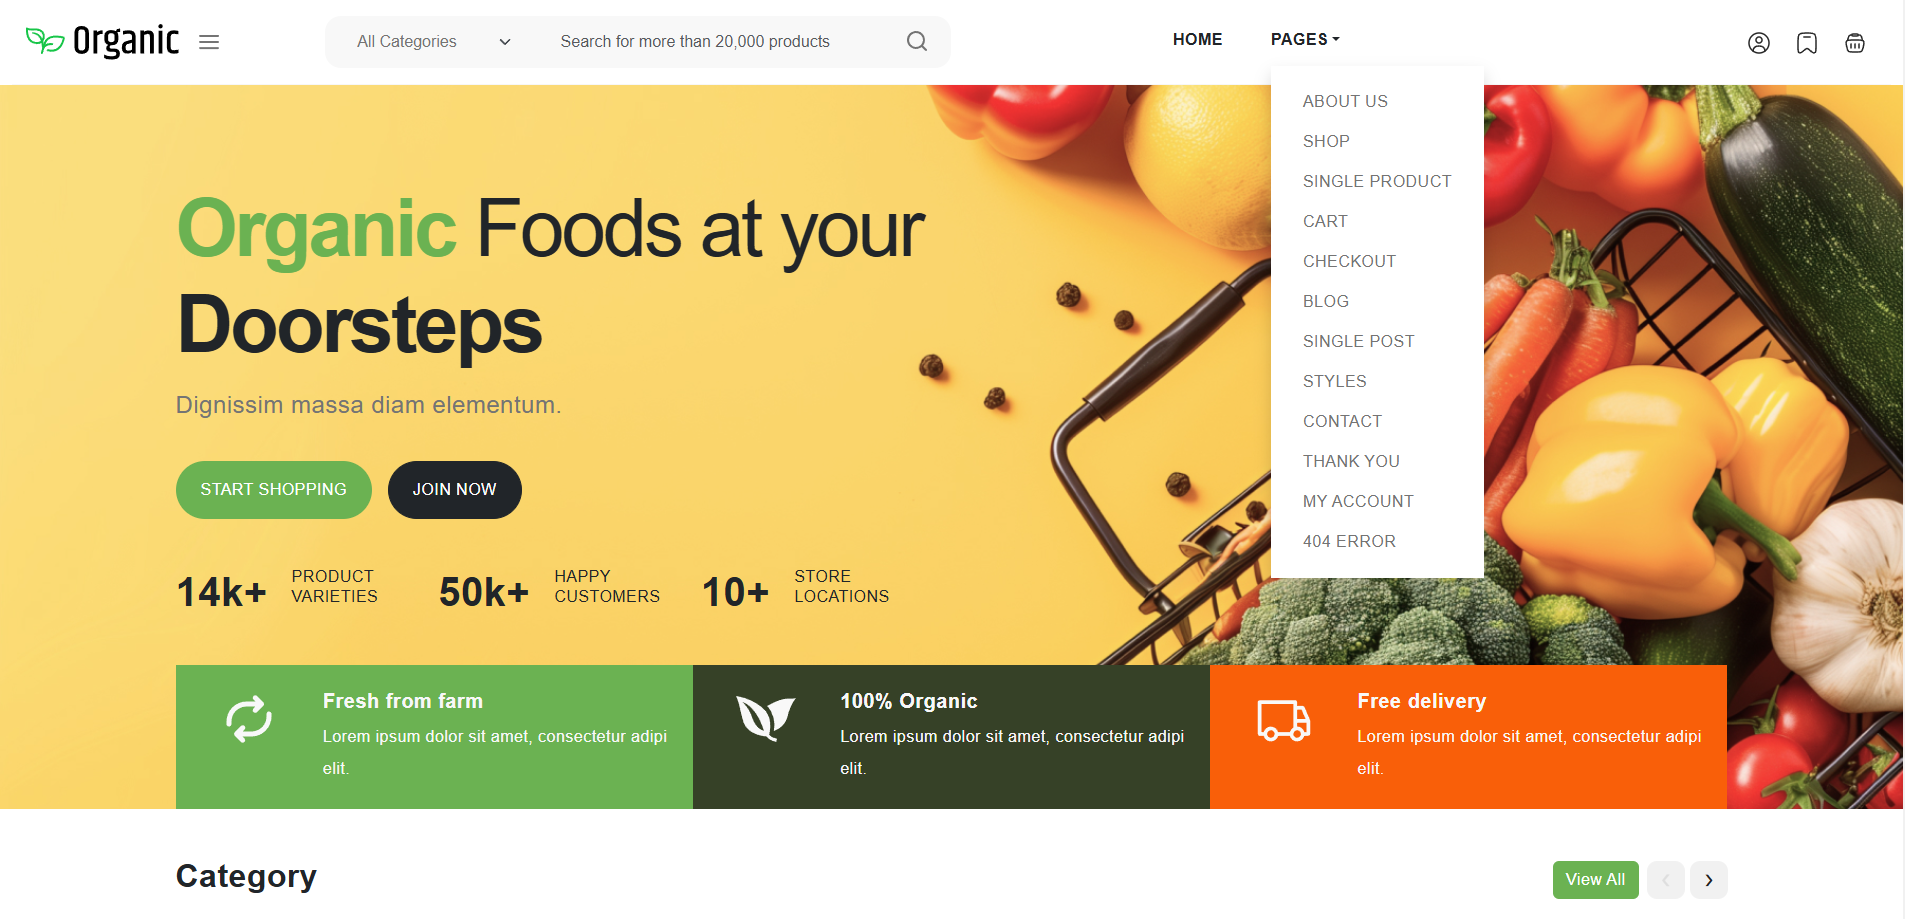 Organic
All Categories
Search for more than 20,000 products
HOME
PAGES
ABOUT US
SHOP
SINGLE PRODUCT
CART
CHECKOUT
BLOG
SINGLE POST
STYLES
CONTACT
THANK YOU
MY ACCOUNT
404 ERROR
Organic Foods at your
Doorsteps
Dignissim massa diam elementum.
START SHOPPING
JOIN NOW
14k+
PRODUCT
VARIETIES
50k+
HAPPY
CUSTOMERS
10+
STORE
LOCATIONS
Fresh from farm
Lorem ipsum dolor sit amet, consectetur adipi
elit.
100% Organic
Lorem ipsum dolor sit amet, consectetur adipi
elit.
Free delivery
Lorem ipsum dolor sit amet, consectetur adipi
elit.
Category
View All